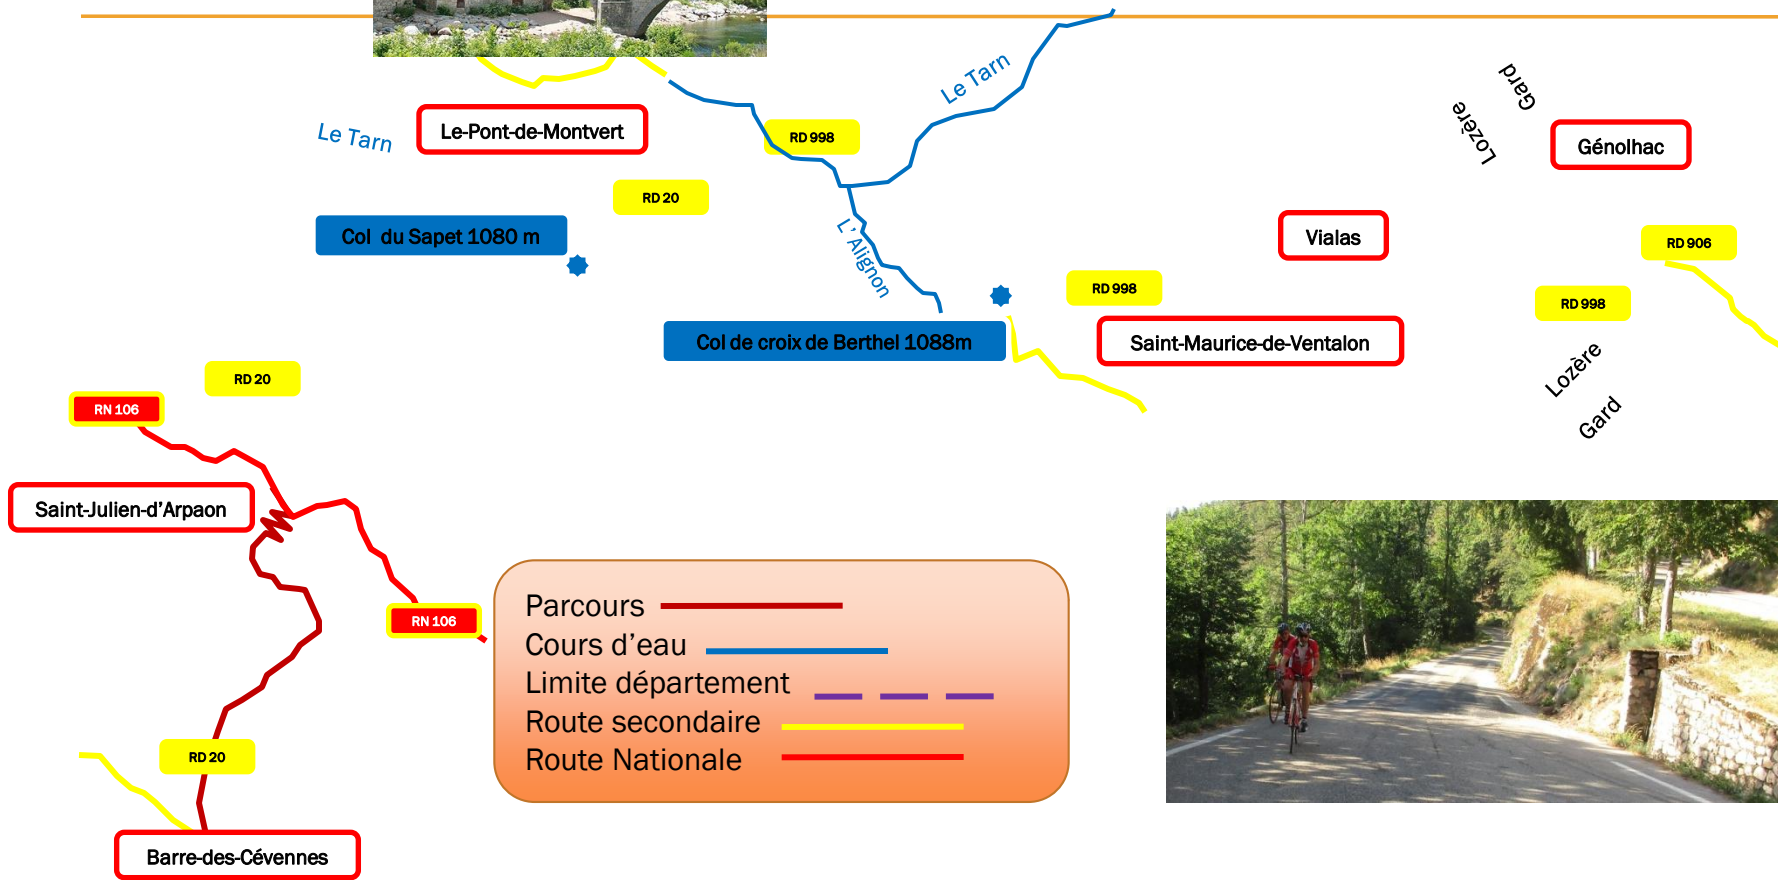 Le Tarn
Gard
Lozère
Le Tarn
Le-Pont-de-Montvert
RD 998
Génolhac
RD 20
Col  du Sapet 1080 m
L’ Alignon
Vialas
RD 906
RD 998
RD 998
Col de croix de Berthel 1088m
Saint-Maurice-de-Ventalon
Lozère
Gard
RD 20
RN 106
Saint-Julien-d’Arpaon
RN 106
Parcours
Cours d’eau
Limite département
Route secondaire
Route Nationale
RD 20
Barre-des-Cévennes